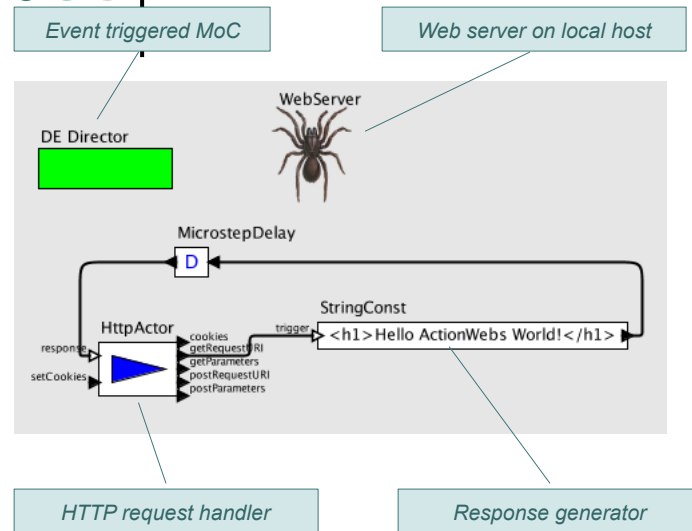 Event triggered MoC
Web server on local host
WebServer
DE Director
MicrostepDelay
D
StringConst
<h1>Hello ActionWebs World!</h1>
trigger
HttpActor
response
setCookies
cookies
getRequestURI
getParameters
postRequestURI
postParameters
HTTP request handler
Response generator